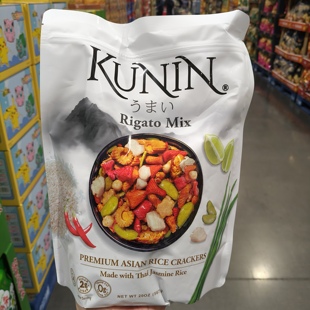 KUNIN®
うまい
Rigato Mix
PREMIUM ASIAN RICE CRACKERS
Made with Thai Jasmine Rice